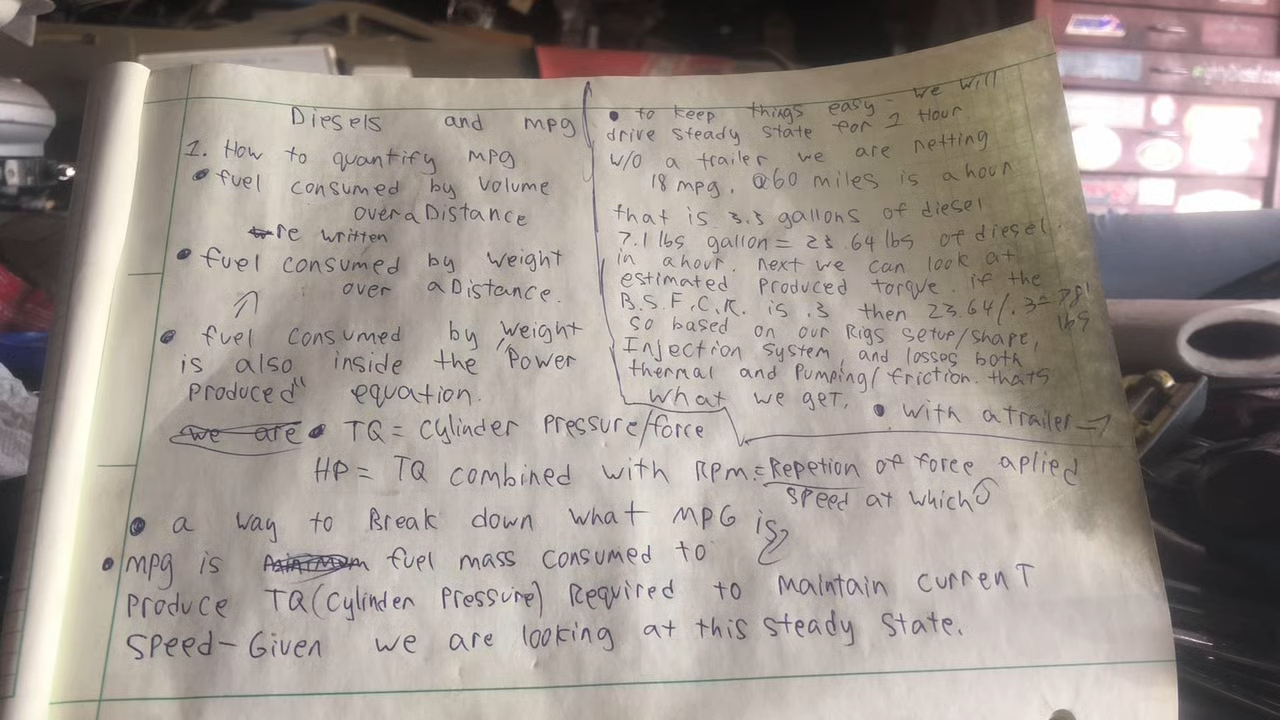 Diesels and mpg
1. How to quantify mpg
• fuel consumed by volume
over a Distance
re written
• fuel consumed by weight
over a Distance.
• fuel consumed by weight
is also inside the "Power
Produced" equation.
we are • TQ = cylinder Pressure/force
HP = TQ combined with RPM = Repetion of force aplied
speed at which
• a way to Break down what MPG is?
• mpg is fuel mass consumed to
Produce TQ (cylinder Pressure) Required to maintain current
speed - Given we are looking at this steady state.
• to keep things easy - we will
drive steady state for 1 Hour.
w/o a trailer we are netting
18 mpg. @60 miles is a hour
that is 3.3 gallons of diesel
7.1 lbs gallon = 23.64 lbs of diesel.
in a hour. next we can look at
estimated produced torque. if the
B.S.F.C.R. is .3 then 23.64/.3 = 78
lbs
so based on our Rigs setup/shape,
Injection system, and losses both
thermal and Pumping/friction. thats
what we get.
• with a trailer →